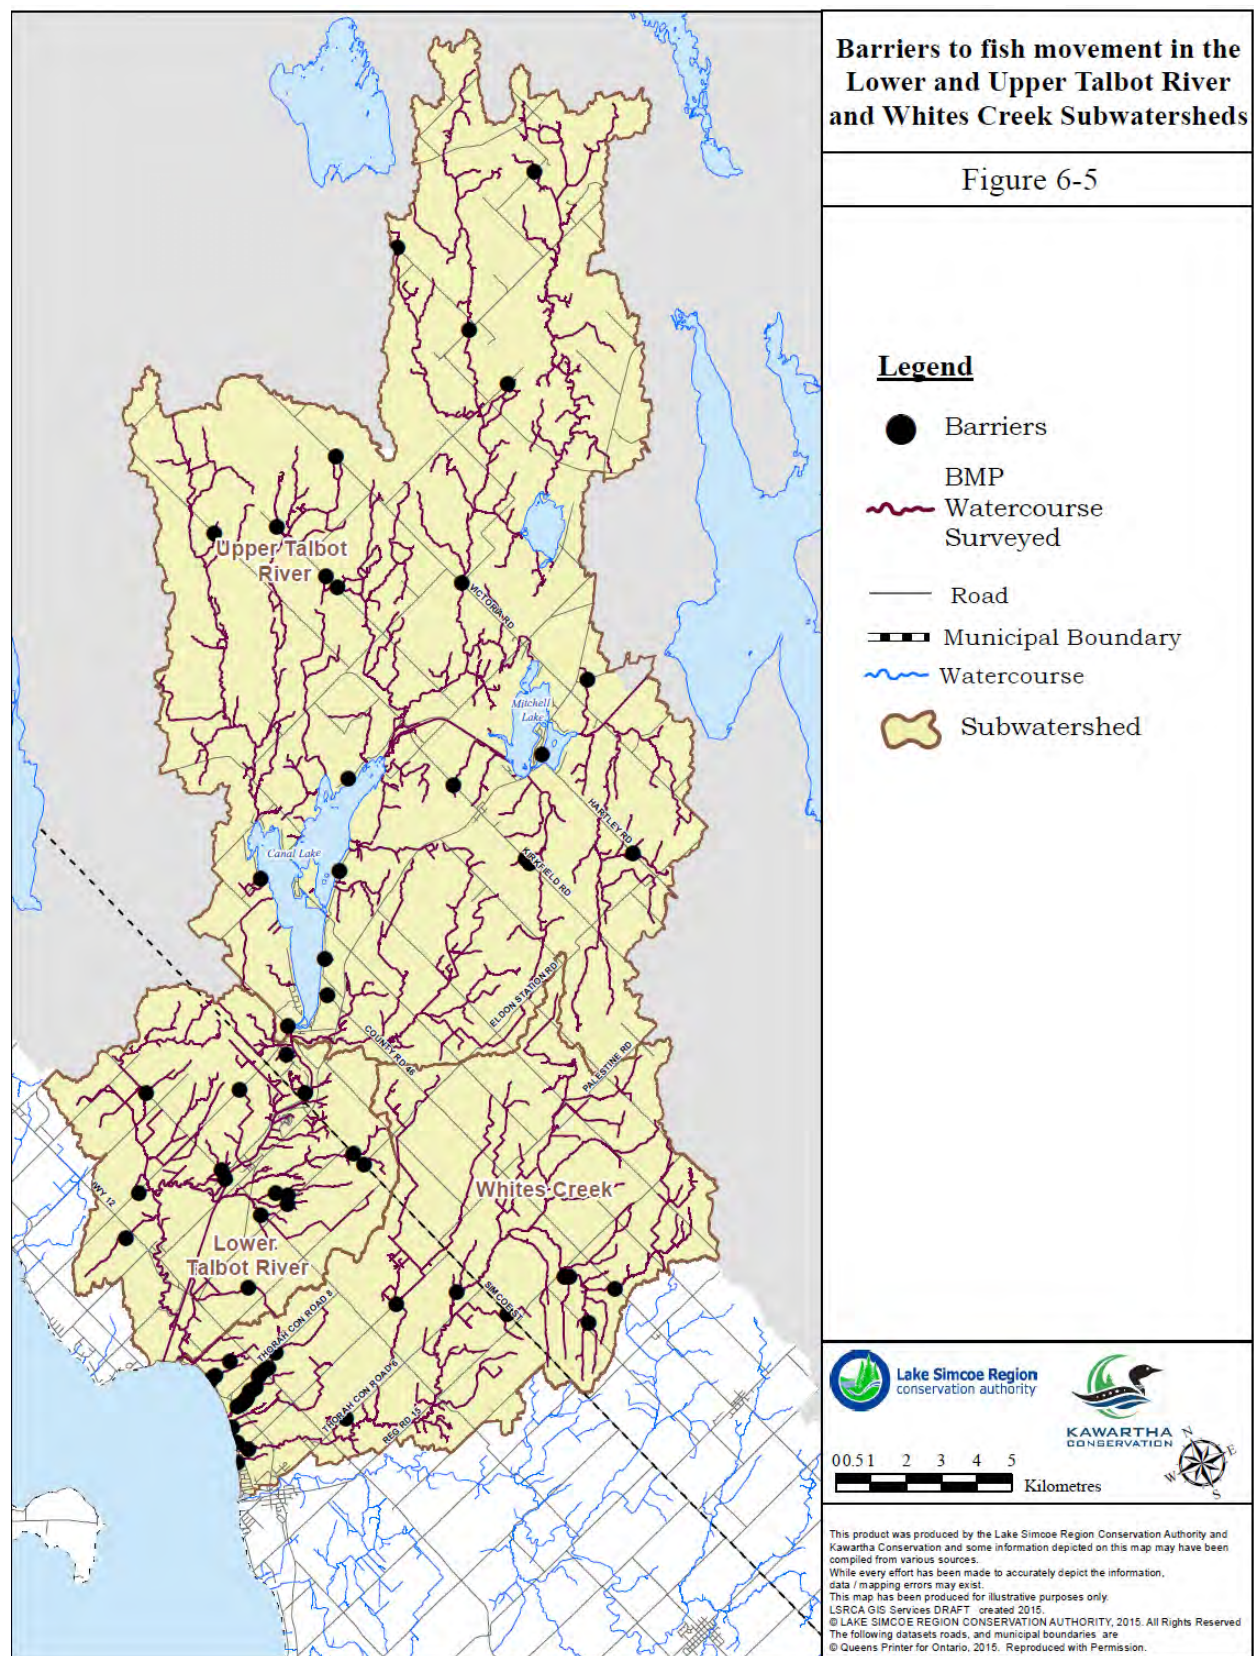 Barriers to fish movement in the
Lower and Upper Talbot River
and Whites Creek Subwatersheds
Figure 6-5
Legend
Barriers
BMP
Watercourse
Surveyed
Road
Municipal Boundary
Watercourse
Subwatershed
Upper Talbot
River
VICTORIA RD
Mitchell
Lake
HARTLEY RD
KIRKFIELD RD
Canal Lake
ELDON STATION RD
COUNTY RD 46
PALESTINE RD
HWY 12
Whites Creek
Lower
Talbot River
SIMCOE ST
THORAH CON ROAD 8
THORAH CON ROAD 6
REG RD 15
Lake Simcoe Region
conservation authority
KAWARTHA
CONSERVATION
N
E
W
S
0 0.5 1 2 3 4 5
Kilometres
This product was produced by the Lake Simcoe Region Conservation Authority and
Kawartha Conservation and some information depicted on this map may have been
compiled from various sources.
While every effort has been made to accurately depict the information,
data / mapping errors may exist.
This map has been produced for illustrative purposes only.
LSRCA GIS Services DRAFT created 2015.
© LAKE SIMCOE REGION CONSERVATION AUTHORITY, 2015. All Rights Reserved
The following datasets roads, and municipal boundaries are
© Queens Printer for Ontario, 2015. Reproduced with Permission.